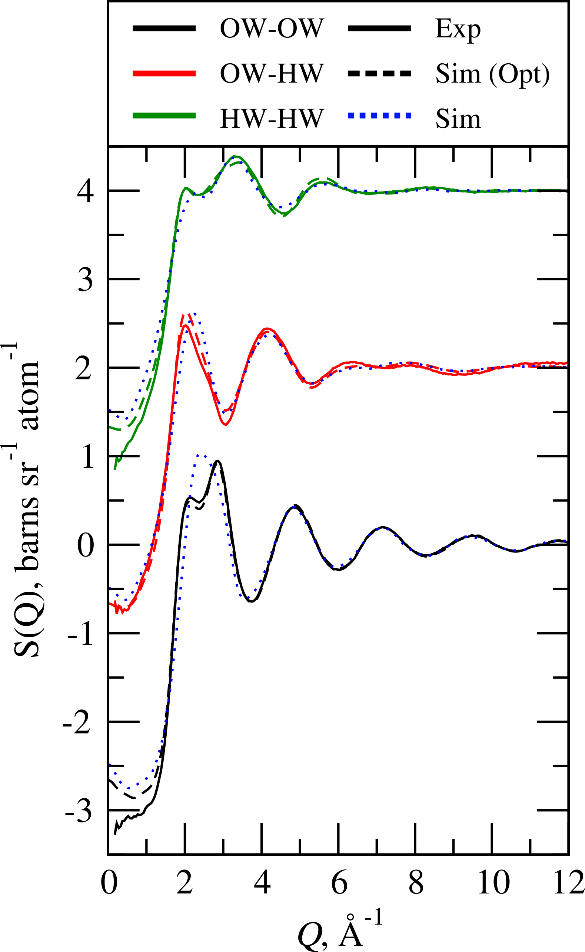 OW-OW Exp
OW-HW Sim (Opt)
HW-HW Sim
4
3
2
1
0
-1
-2
-3
S(Q), barns sr⁻¹ atom⁻¹
0 2 4 6 8 10 12
Q, Å⁻¹